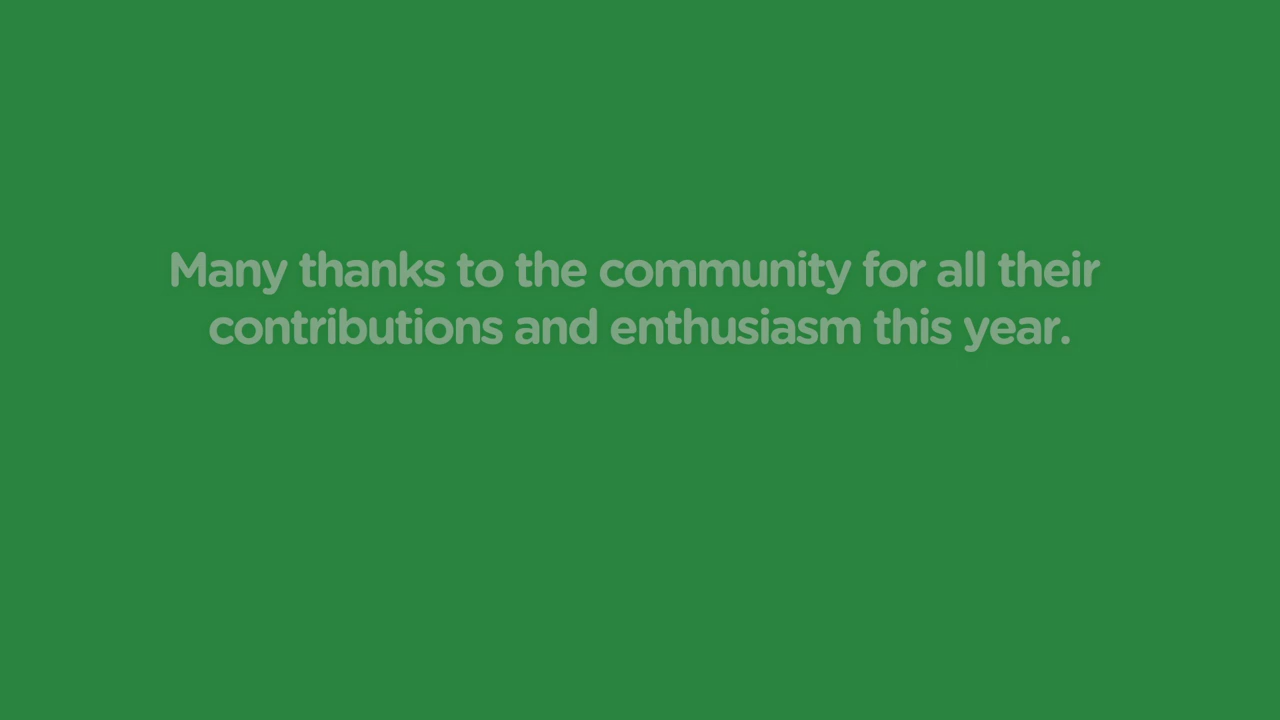 Many thanks to the community for all their
contributions and enthusiasm this year.